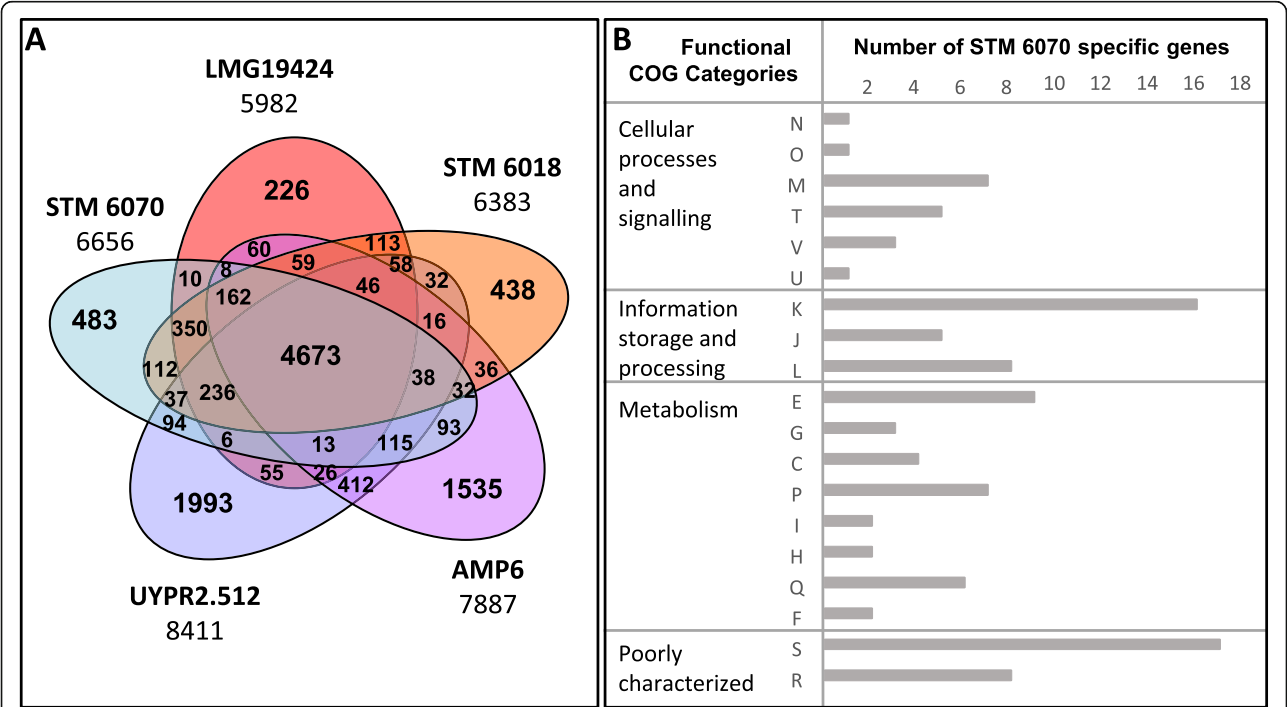 A
LMG19424
5982
STM 6018
6383
STM 6070
6656
226
60
113
8
59
58
10
32
46
438
162
483
16
350
4673
112
38
36
37
236
32
94
6
13
115
93
55
26
412
1993
1535
AMP6
7887
UYPR2.512
8411
B
Functional
COG Categories
Number of STM 6070 specific genes
2 4 6 8 10 12 14 16 18
Cellular
processes
and
signalling
N
O
M
T
V
U
Information
storage and
processing
K
J
L
Metabolism
E
G
C
P
I
H
Q
F
Poorly
characterized
S
R